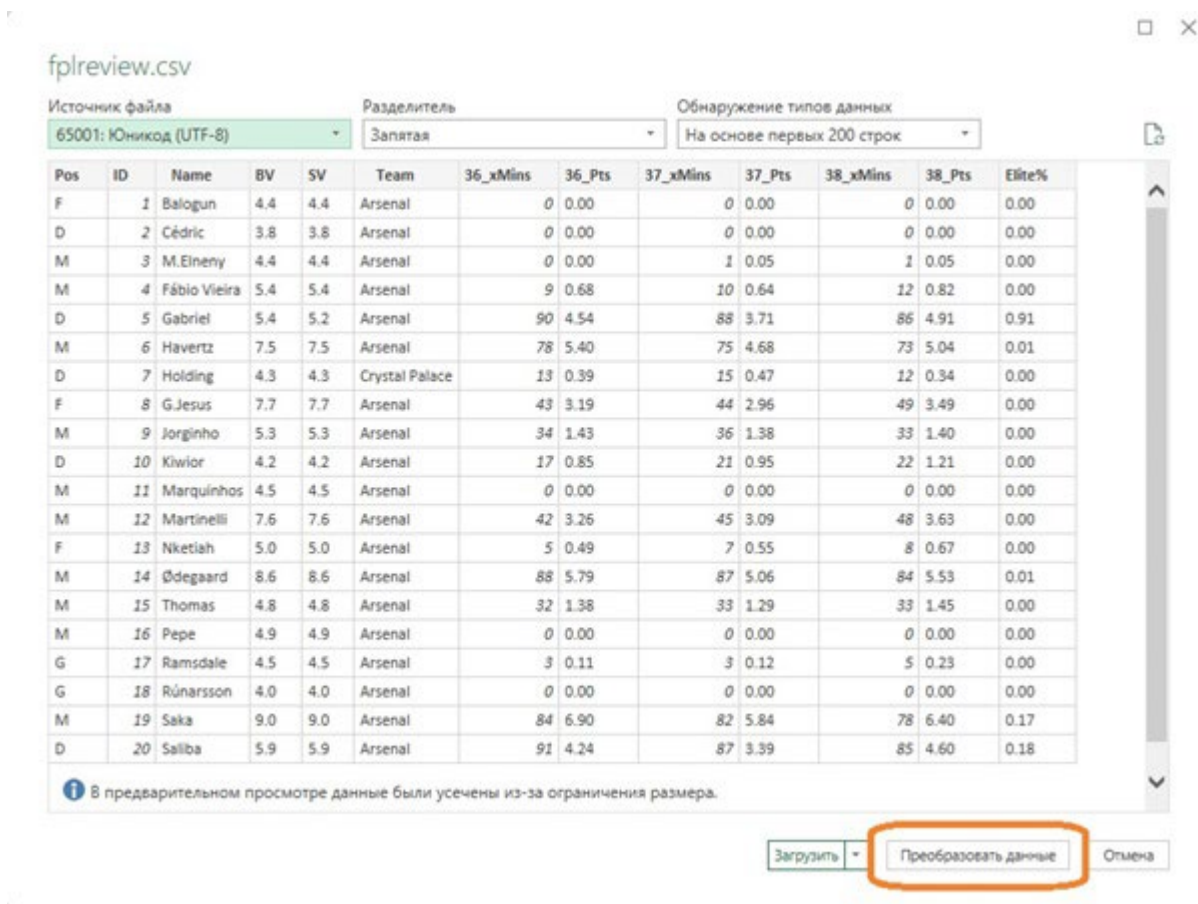 fplreview.csv
Источник файла Разделитель Обнаружение типов данных
65001: Юникод (UTF-8) Запятая На основе первых 200 строк
Pos ID Name BV SV Team 36_xMins 36_Pts 37_xMins 37_Pts 38_xMins 38_Pts Elite%
F 1 Balogun 4.4 4.4 Arsenal 0 0.00 0 0.00 0 0.00 0.00
D 2 Cédric 3.8 3.8 Arsenal 0 0.00 0 0.00 0 0.00 0.00
M 3 M.Elneny 4.4 4.4 Arsenal 0 0.00 1 0.05 1 0.05 0.00
M 4 Fábio Vieira 5.4 5.4 Arsenal 9 0.68 10 0.64 12 0.82 0.00
D 5 Gabriel 5.4 5.2 Arsenal 90 4.54 88 3.71 86 4.91 0.91
M 6 Havertz 7.5 7.5 Arsenal 78 5.40 75 4.68 73 5.04 0.01
D 7 Holding 4.3 4.3 Crystal Palace 13 0.39 15 0.47 12 0.34 0.00
F 8 G.Jesus 7.7 7.7 Arsenal 43 3.19 44 2.96 49 3.49 0.00
M 9 Jorginho 5.3 5.3 Arsenal 34 1.43 36 1.38 33 1.40 0.00
D 10 Kiwior 4.2 4.2 Arsenal 17 0.85 21 0.95 22 1.21 0.00
M 11 Marquinhos 4.5 4.5 Arsenal 0 0.00 0 0.00 0 0.00 0.00
M 12 Martinelli 7.6 7.6 Arsenal 42 3.26 45 3.09 48 3.63 0.00
F 13 Nketiah 5.0 5.0 Arsenal 5 0.49 7 0.55 8 0.67 0.00
M 14 Ødegaard 8.6 8.6 Arsenal 88 5.79 87 5.06 84 5.53 0.01
M 15 Thomas 4.8 4.8 Arsenal 32 1.38 33 1.29 33 1.45 0.00
M 16 Pepe 4.9 4.9 Arsenal 0 0.00 0 0.00 0 0.00 0.00
G 17 Ramsdale 4.5 4.5 Arsenal 3 0.11 3 0.12 5 0.23 0.00
G 18 Rúnarsson 4.0 4.0 Arsenal 0 0.00 0 0.00 0 0.00 0.00
M 19 Saka 9.0 9.0 Arsenal 84 6.90 82 5.84 78 6.40 0.17
D 20 Saliba 5.9 5.9 Arsenal 91 4.24 87 3.39 85 4.60 0.18
В предварительном просмотре данные были усечены из-за ограничения размера.
Загрузить Преобразовать данные Отмена